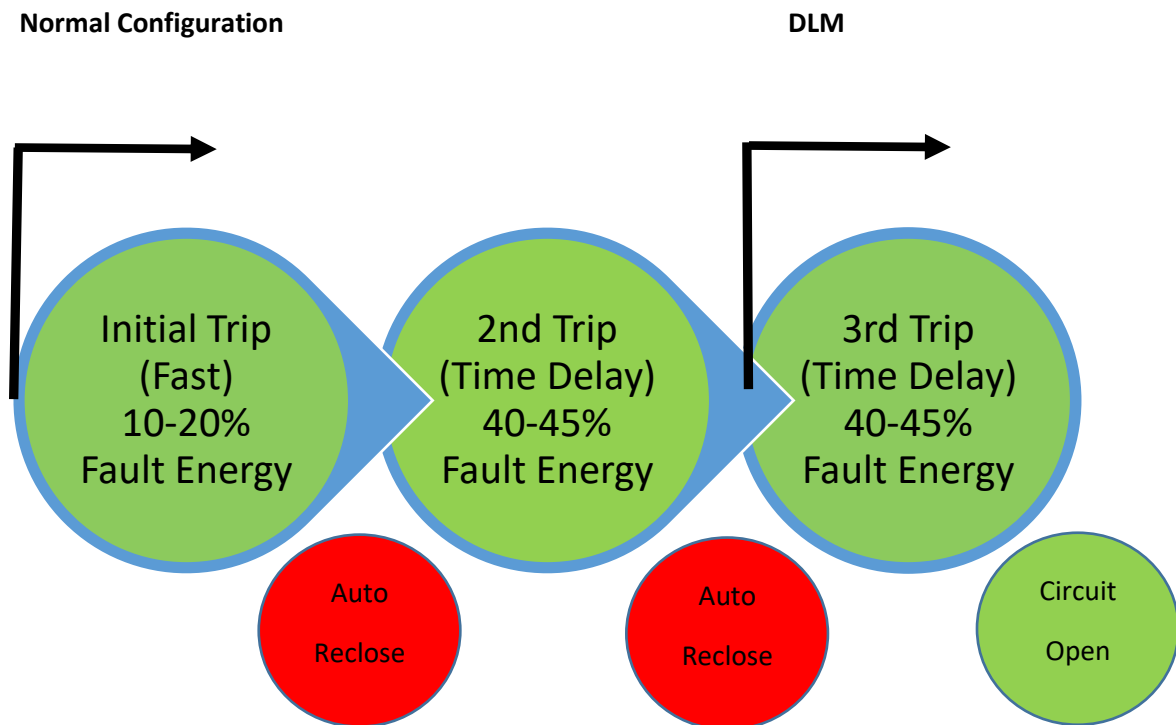 Normal Configuration
DLM
Initial Trip
(Fast)
10-20%
Fault Energy
2nd Trip
(Time Delay)
40-45%
Fault Energy
3rd Trip
(Time Delay)
40-45%
Fault Energy
Auto
Reclose
Auto
Reclose
Circuit
Open